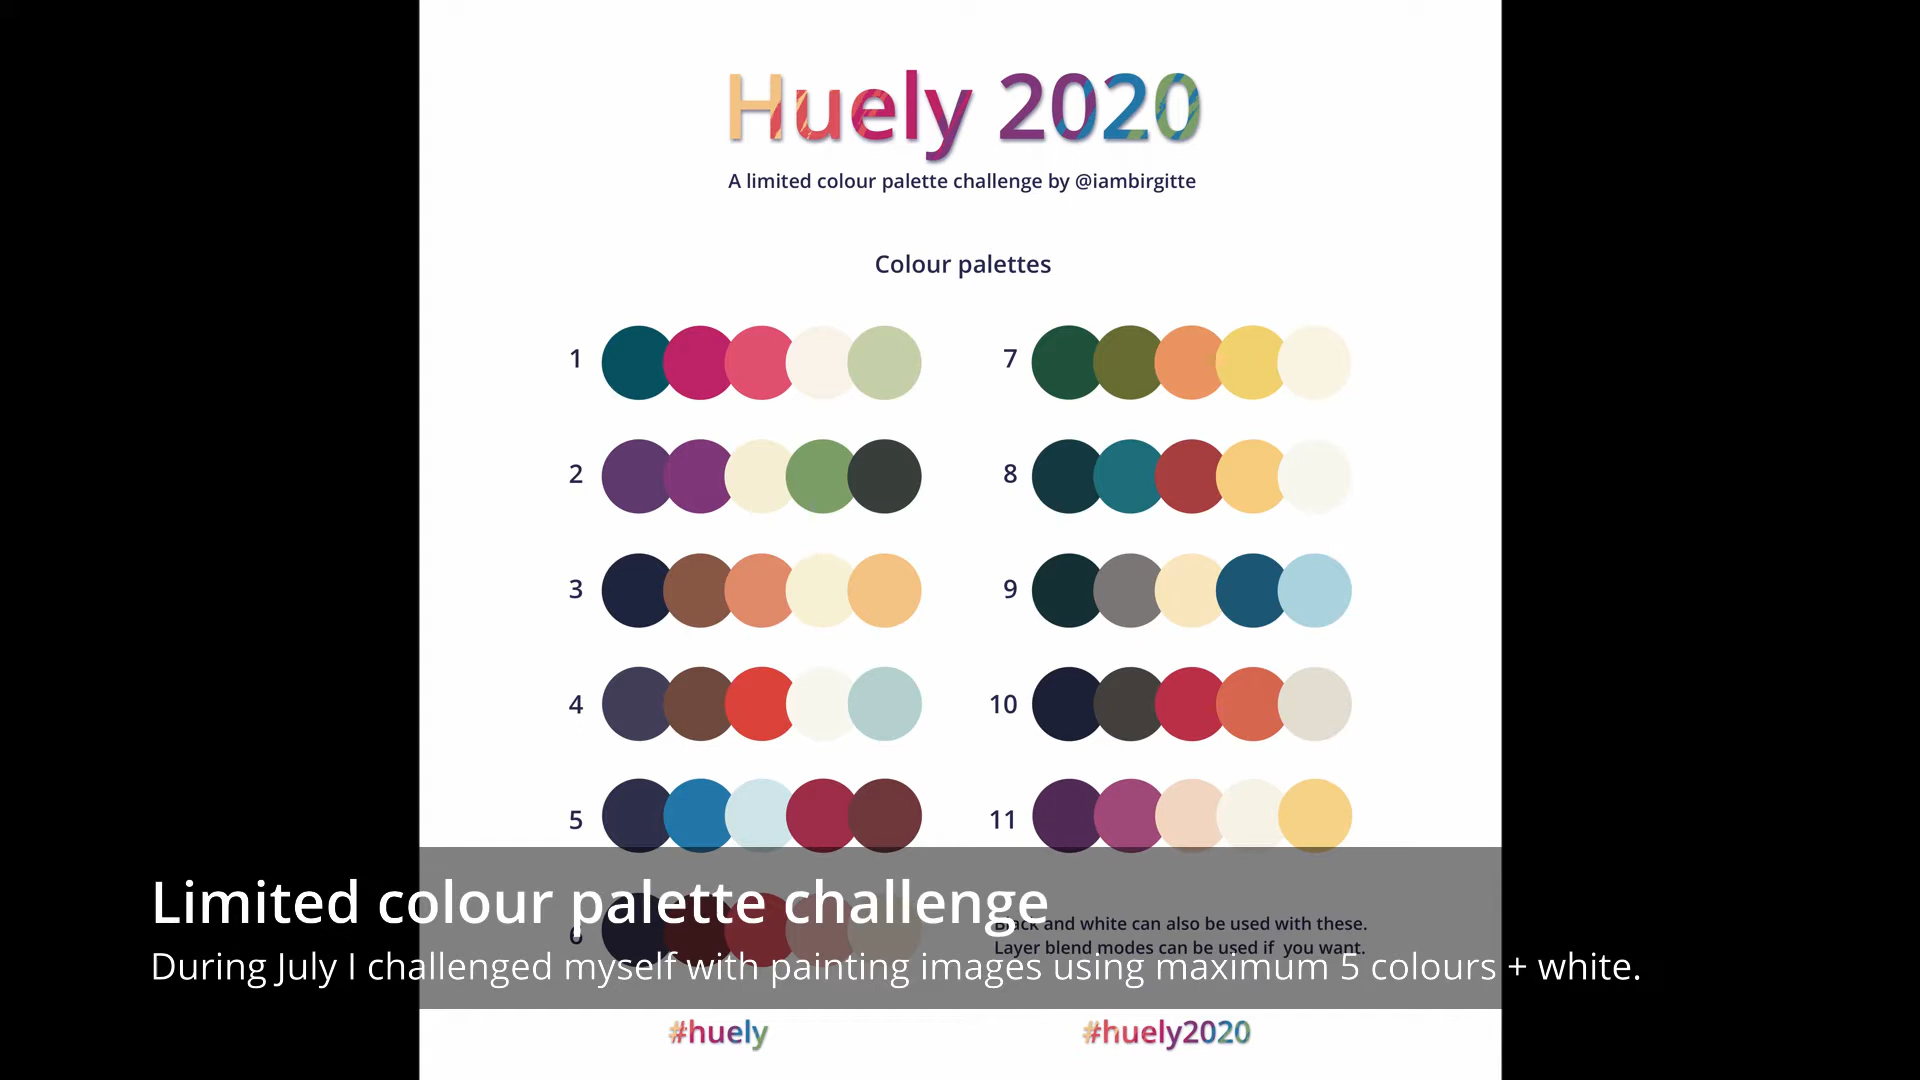 Huely 2020
A limited colour palette challenge by @iambirgitte
Colour palettes
1
7
2
8
3
9
4
10
5
11
6
Black and white can also be used with these.
Layer blend modes can be used if you want.
Limited colour palette challenge
During July I challenged myself with painting images using maximum 5 colours + white.
#huely
#huely2020